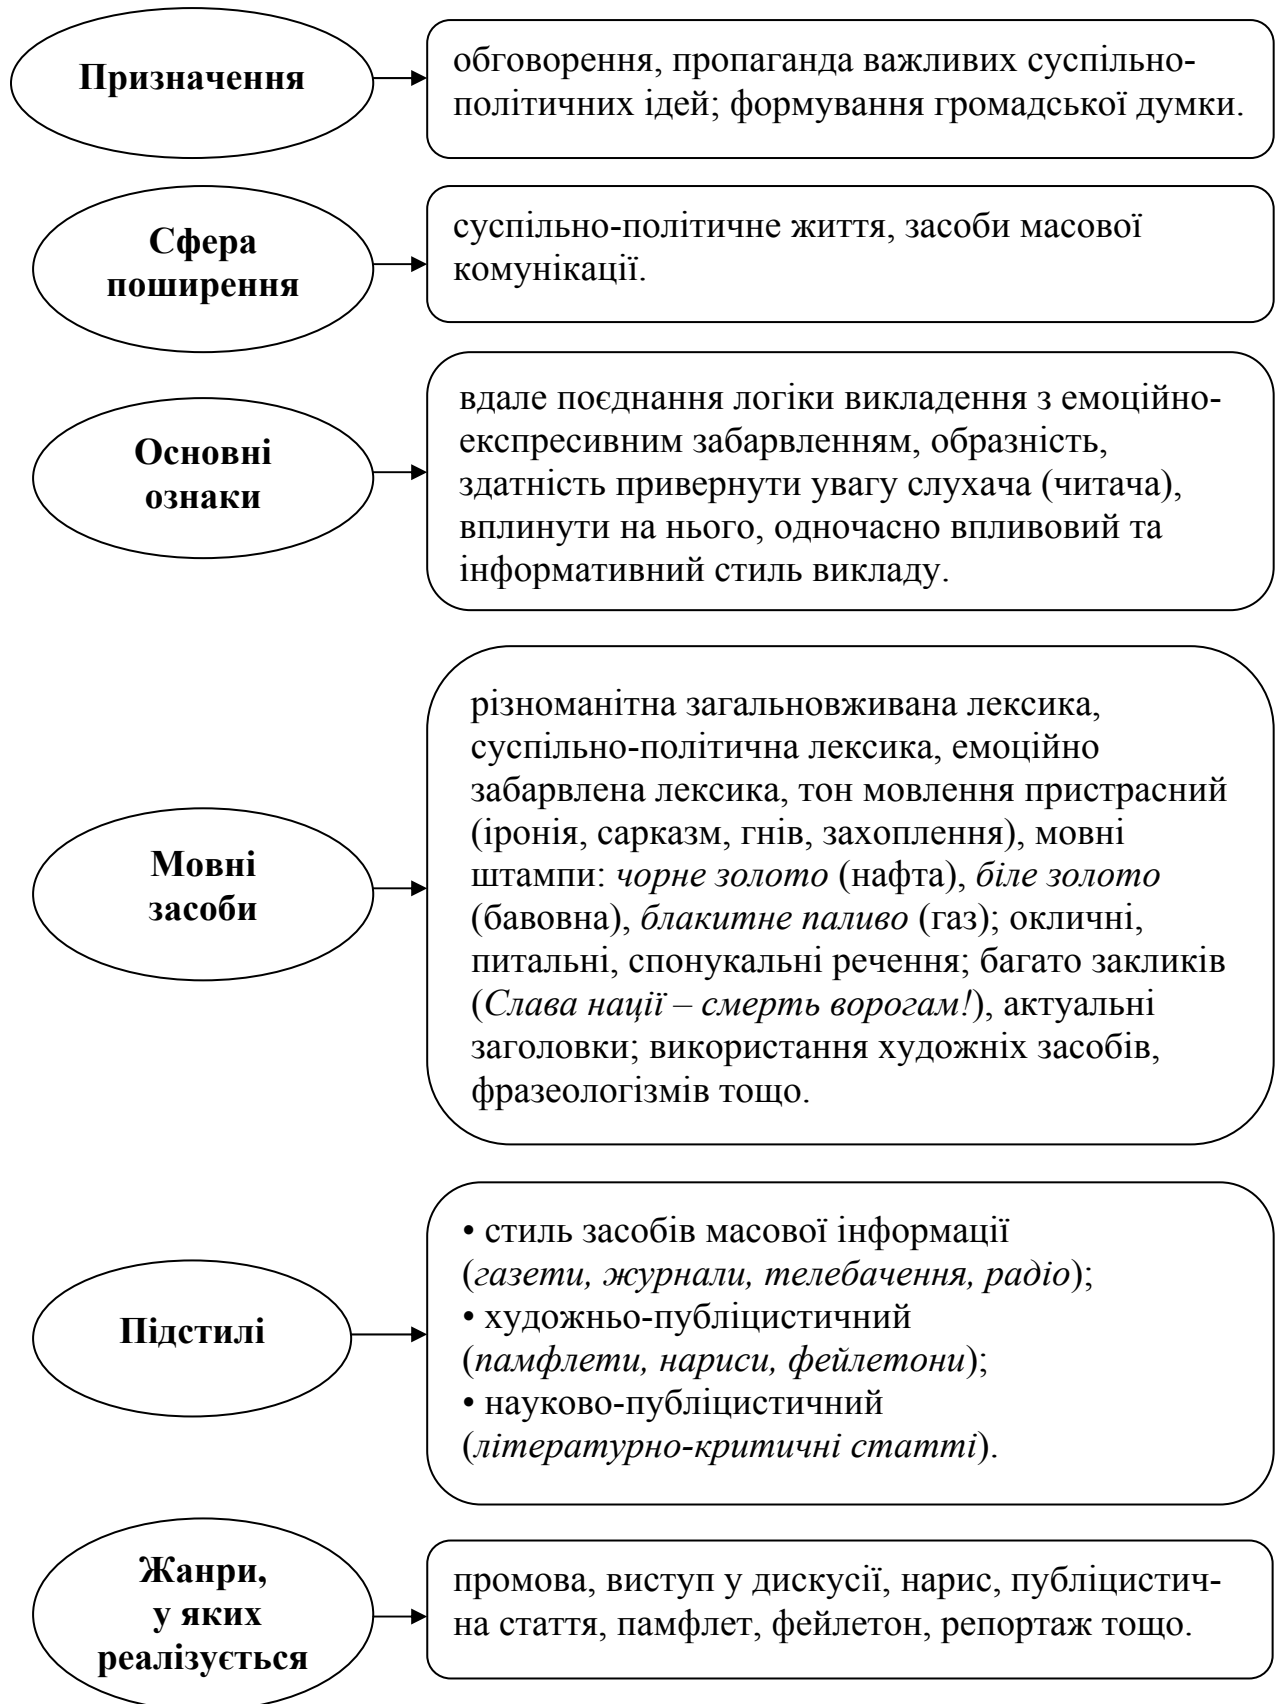 Призначення
обговорення, пропаганда важливих суспільно-
політичних ідей; формування громадської думки.
Сфера
поширення
суспільно-політичне життя, засоби масової
комунікації.
Основні
ознаки
вдале поєднання логіки викладення з емоційно-
експресивним забарвленням, образність,
здатність привернути увагу слухача (читача),
вплинути на нього, одночасно впливовий та
інформативний стиль викладу.
Мовні
засоби
різноманітна загальновживана лексика,
суспільно-політична лексика, емоційно
забарвлена лексика, тон мовлення пристрасний
(іронія, сарказм, гнів, захоплення), мовні
штампи: чорне золото (нафта), біле золото
(бавовна), блакитне паливо (газ); окличні,
питальні, спонукальні речення; багато закликів
(Слава нації – смерть ворогам!), актуальні
заголовки; використання художніх засобів,
фразеологізмів тощо.
Підстилі
• стиль засобів масової інформації
(газети, журнали, телебачення, радіо);
• художньо-публіцистичний
(памфлети, нариси, фейлетони);
• науково-публіцистичний
(літературно-критичні статті).
Жанри,
у яких
реалізується
промова, виступ у дискусії, нарис, публіцистич-
на стаття, памфлет, фейлетон, репортаж тощо.